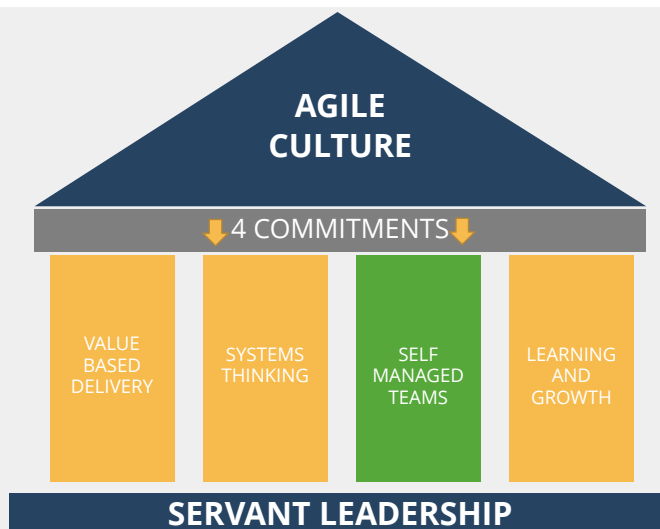 AGILE
CULTURE
4 COMMITMENTS
VALUE
BASED
DELIVERY
SYSTEMS
THINKING
SELF
MANAGED
TEAMS
LEARNING
AND
GROWTH
SERVANT LEADERSHIP